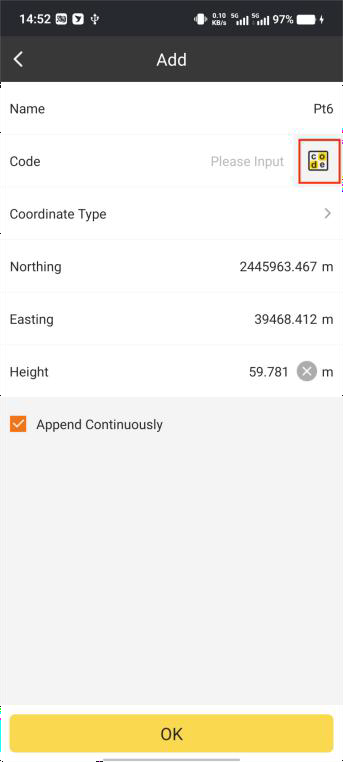 14:52 0.10 KB/s 5G 5G 97%
Add
Name Pt6
Code Please Input code
Coordinate Type
Northing 2445963.467 m
Easting 39468.412 m
Height 59.781 m
Append Continuously
OK